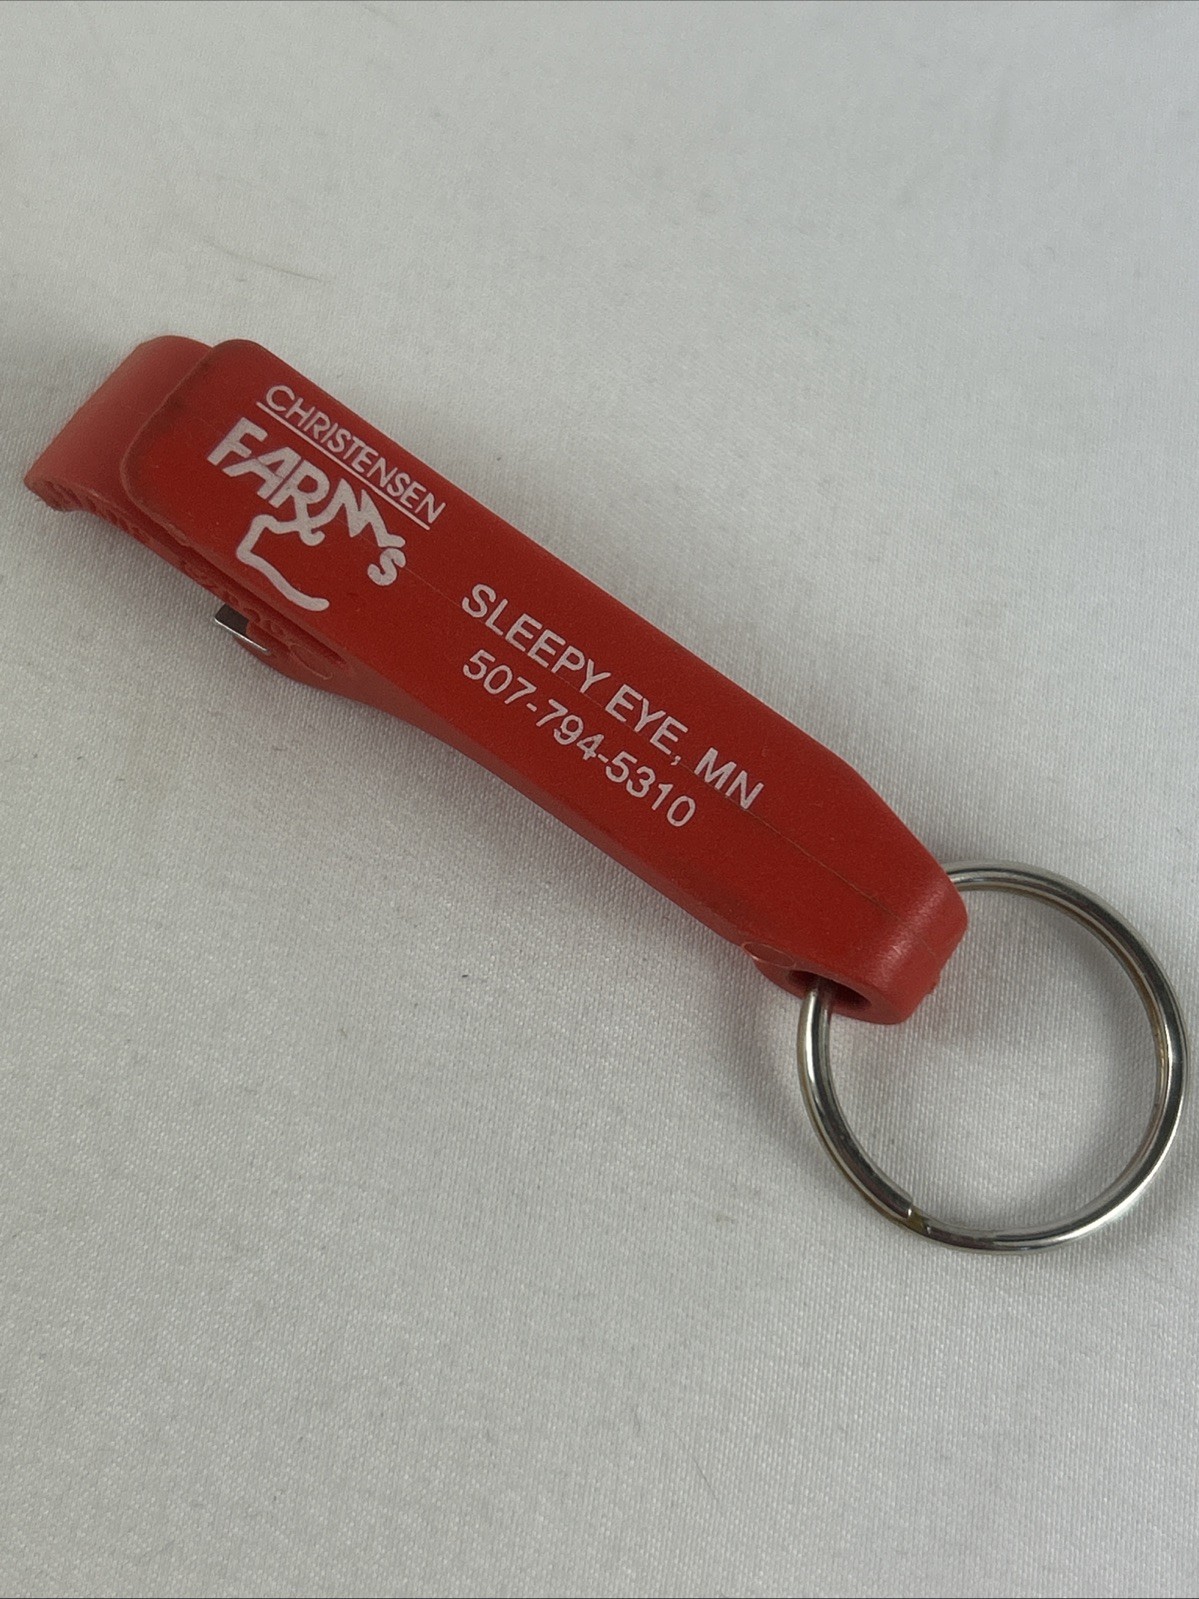 CHRISTENSEN
FARMS
SLEEPY EYE, MN
507-794-5310